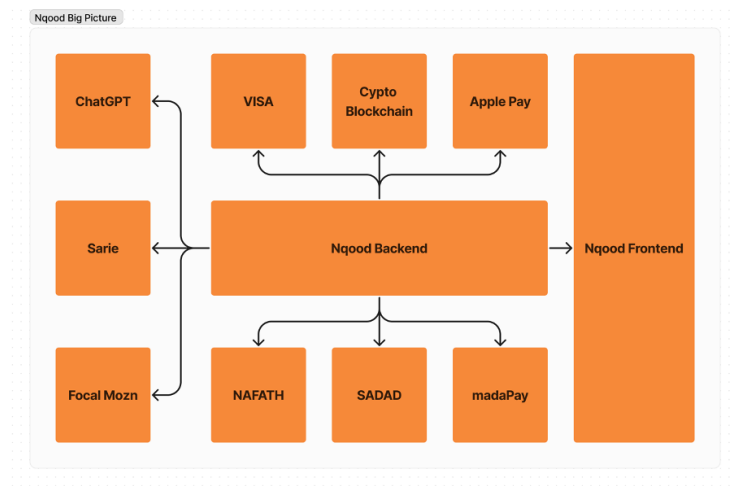 Nqood Big Picture
ChatGPT
VISA
Cypto
Blockchain
Apple Pay
Sarie
Nqood Backend
Nqood Frontend
Focal Mozn
NAFATH
SADAD
madaPay